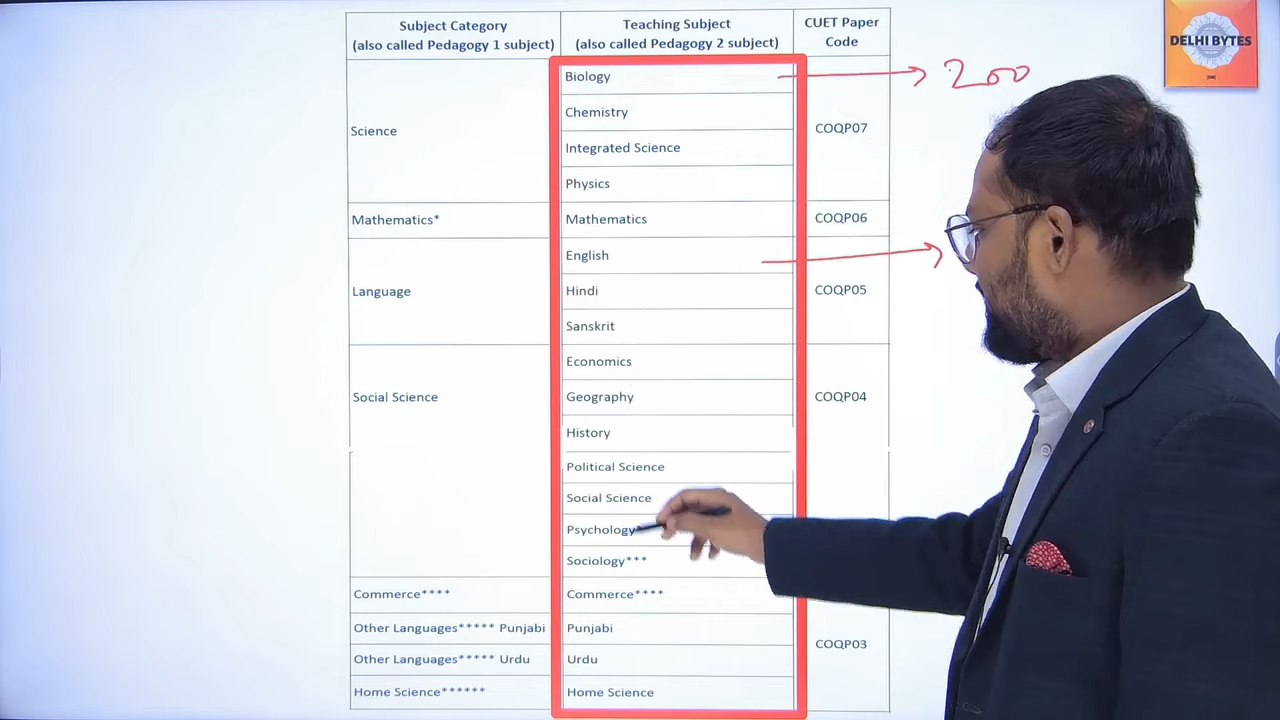 Subject Category
(also called Pedagogy 1 subject)
Teaching Subject
(also called Pedagogy 2 subject)
CUET Paper
Code
DELHI BYTES
Science
Biology
Chemistry
Integrated Science
Physics
COQP07
200
Mathematics*
Mathematics
COQP06
Language
English
Hindi
Sanskrit
COQP05
Social Science
Economics
Geography
History
Political Science
Social Science
Psychology*
Sociology***
COQP04
Commerce****
Commerce****
Other Languages***** Punjabi
Punjabi
Other Languages***** Urdu
Urdu
Home Science******
Home Science
COQP03